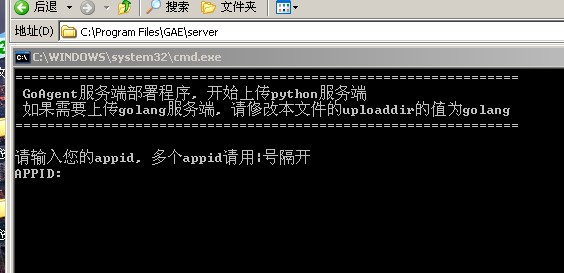 后退 搜索 文件夹
地址(D) C:\Program Files\GAE\server
C:\WINDOWS\system32\cmd.exe
===============================================================
GoAgent服务端部署程序, 开始上传python服务端
如果需要上传golang服务端, 请修改本文件的uploaddir的值为golang
===============================================================
请输入您的appid, 多个appid请用|号隔开
APPID: